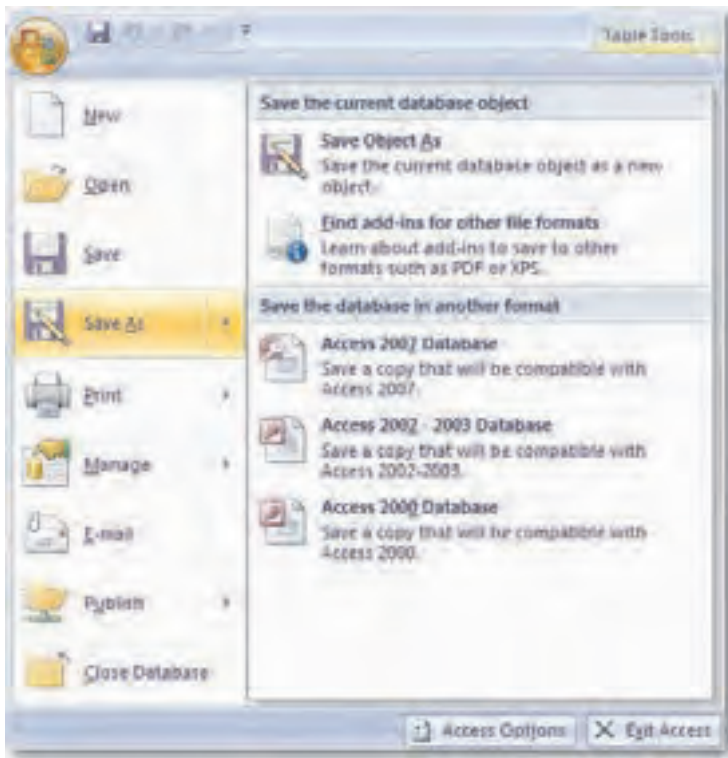 Table Tools
New
Open
Save
Save As
Print
Manage
E-mail
Publish
Close Database
Save the current database object
Save Object As
Save the current database object as a new
object.
Find add-ins for other file formats
Learn about add-ins to save to other
formats such as PDF or XPS.
Save the database in another format
Access 2007 Database
Save a copy that will be compatible with
Access 2007.
Access 2002 - 2003 Database
Save a copy that will be compatible with
Access 2002-2003.
Access 2000 Database
Save a copy that will be compatible with
Access 2000.
Access Options
Exit Access